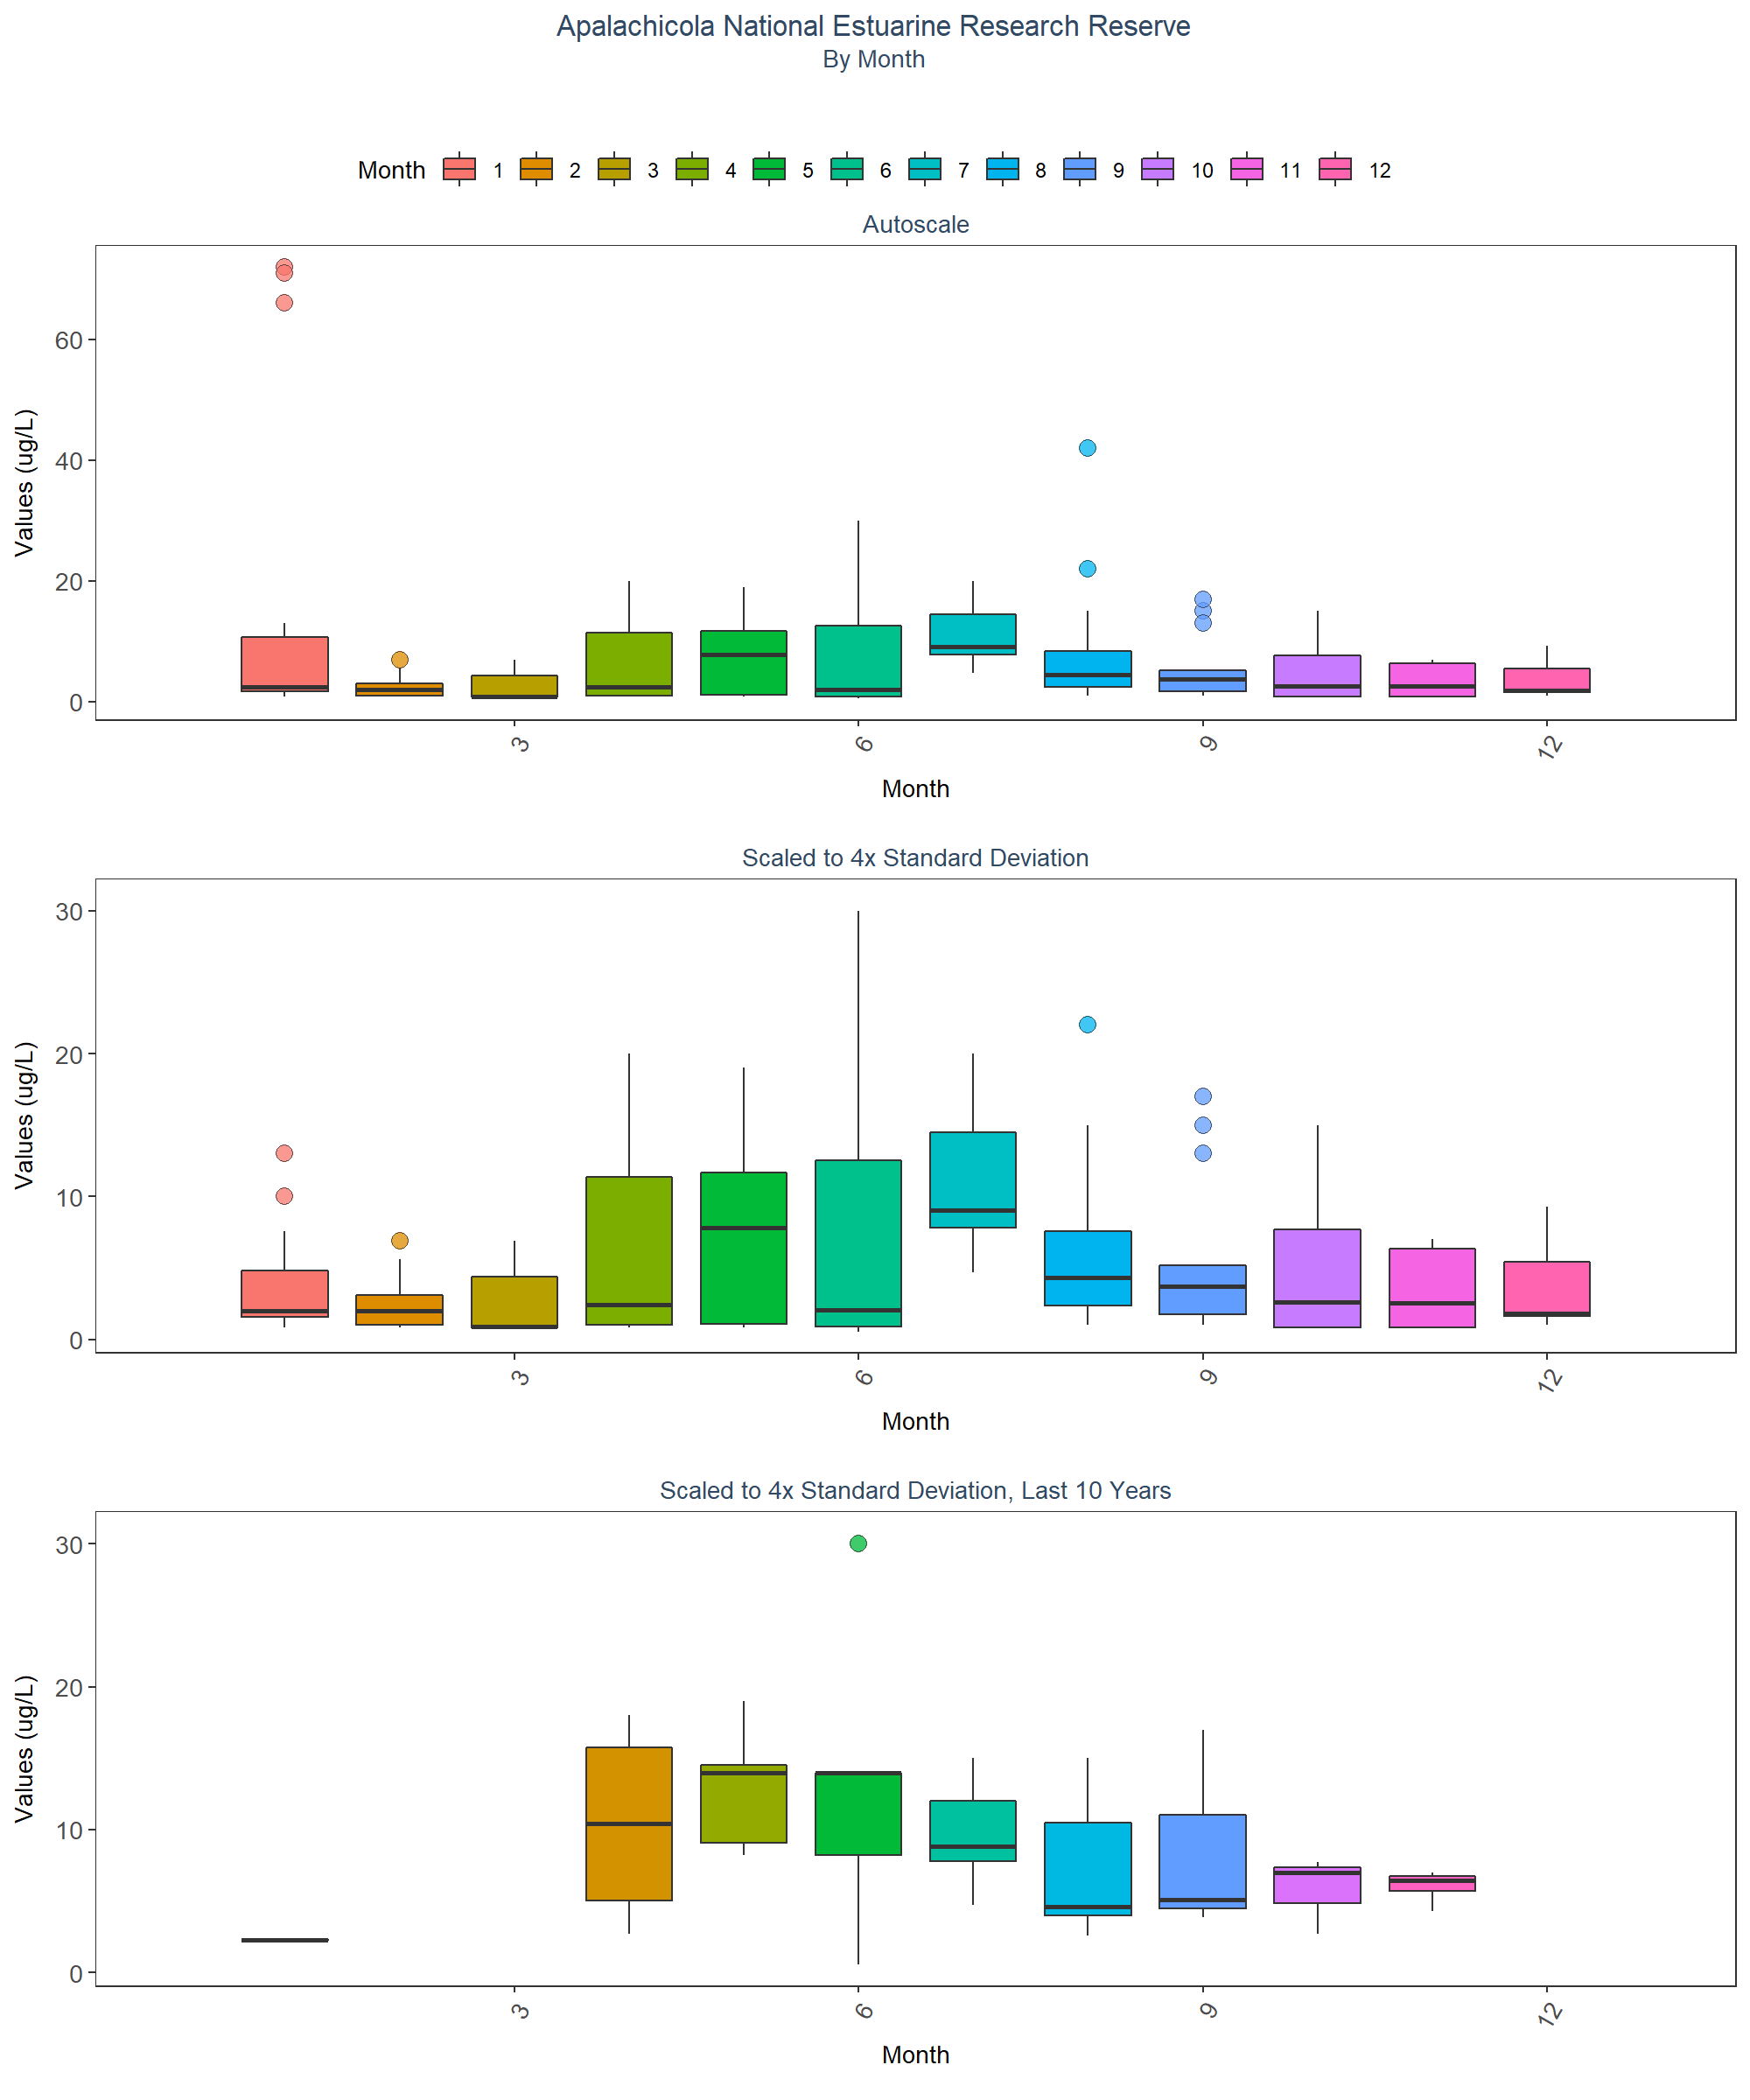 Apalachicola National Estuarine Research Reserve
By Month
Month 1 2 3 4 5 6 7 8 9 10 11 12
Autoscale
Values (ug/L)
60
40
20
0
3 6 9 12
Month
Scaled to 4x Standard Deviation
Values (ug/L)
30
20
10
0
3 6 9 12
Month
Scaled to 4x Standard Deviation, Last 10 Years
Values (ug/L)
30
20
10
0
3 6 9 12
Month